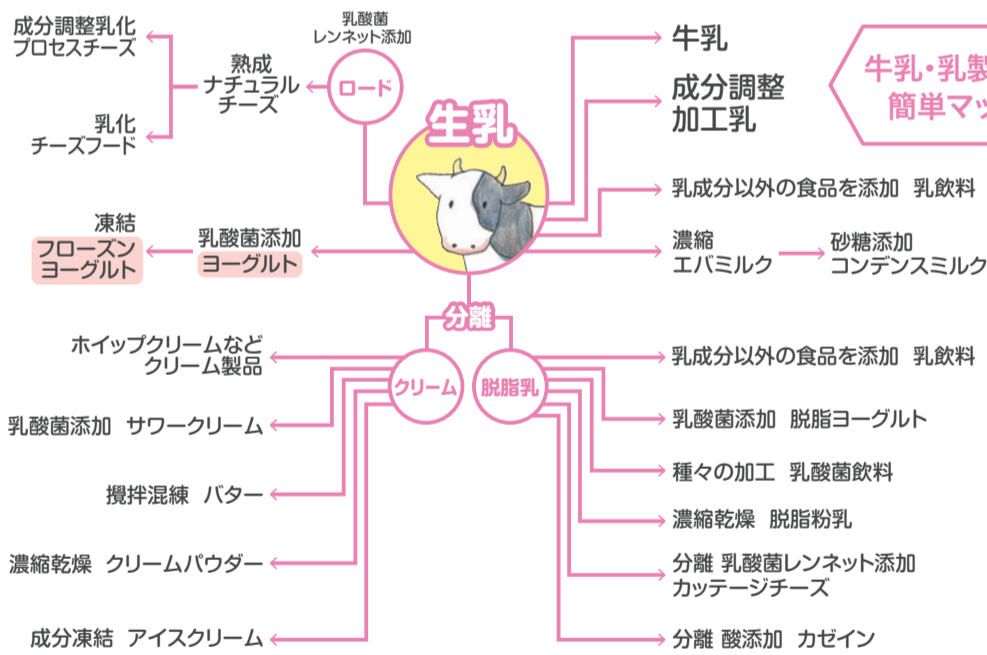 成分調整乳化
プロセスチーズ
乳化
チーズフード
熟成
ナチュラル
チーズ
乳酸菌
レンネット添加
ロード
生乳
牛乳
成分調整
加工乳
牛乳・乳製
簡単マッ
乳成分以外の食品を添加 乳飲料
濃縮
エバミルク
砂糖添加
コンデンスミルク
凍結
フローズン
ヨーグルト
乳酸菌添加
ヨーグルト
分離
クリーム
脱脂乳
ホイップクリームなど
クリーム製品
乳酸菌添加 サワークリーム
攪拌混練 バター
濃縮乾燥 クリームパウダー
成分凍結 アイスクリーム
乳成分以外の食品を添加 乳飲料
乳酸菌添加 脱脂ヨーグルト
種々の加工 乳酸菌飲料
濃縮乾燥 脱脂粉乳
分離 乳酸菌レンネット添加
カッテージチーズ
分離 酸添加 カゼイン